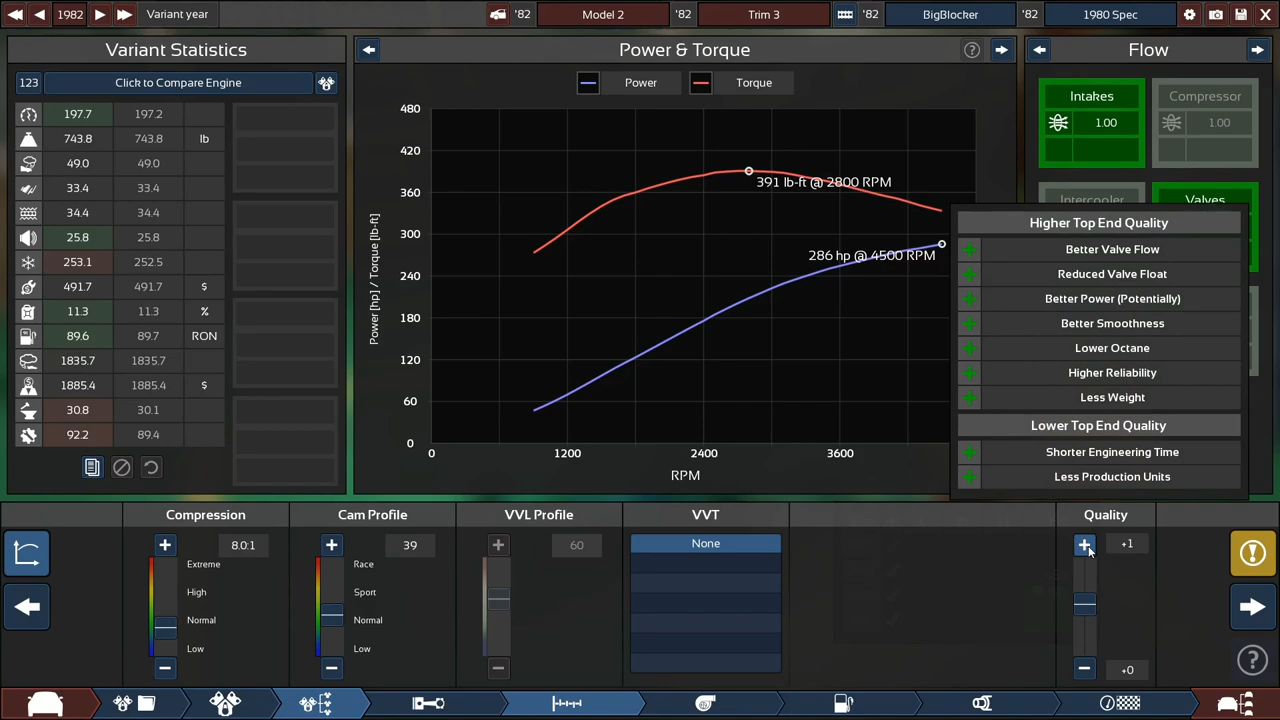 1982 Variant year '82 Model 2 '82 Trim 3 '82 BigBlocker '82 1980 Spec
Variant Statistics
123 Click to Compare Engine
197.7 197.2
743.8 743.8 lb
49.0 49.0
33.4 33.4
34.4 34.4
25.8 25.8
253.1 252.5
491.7 491.7 $
11.3 11.3 %
89.6 89.7 RON
1835.7 1835.7
1885.4 1885.4 $
30.8 30.1
92.2 89.4
Power & Torque
?
Power Torque
480
420
360
300
240
180
120
60
0
Power [hp] / Torque [lb-ft]
391 lb-ft @ 2800 RPM
286 hp @ 4500 RPM
0 1200 2400 3600
RPM
Flow
Intakes Compressor
1.00 1.00
Intercooler Valves
Higher Top End Quality
Better Valve Flow
Reduced Valve Float
Better Power (Potentially)
Better Smoothness
Lower Octane
Higher Reliability
Less Weight
Lower Top End Quality
Shorter Engineering Time
Less Production Units
Compression
8.0:1
Extreme
High
Normal
Low
Cam Profile
39
Race
Sport
Normal
Low
VVL Profile
60
VVT
None
Quality
+1
+0
?